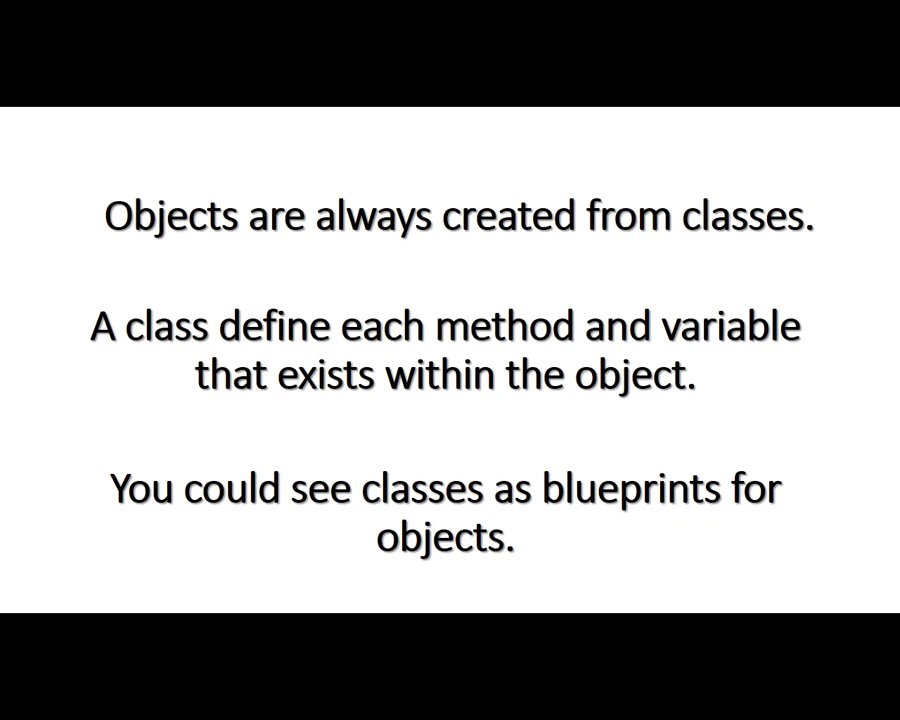 Objects are always created from classes.
A class define each method and variable
that exists within the object.
You could see classes as blueprints for
objects.